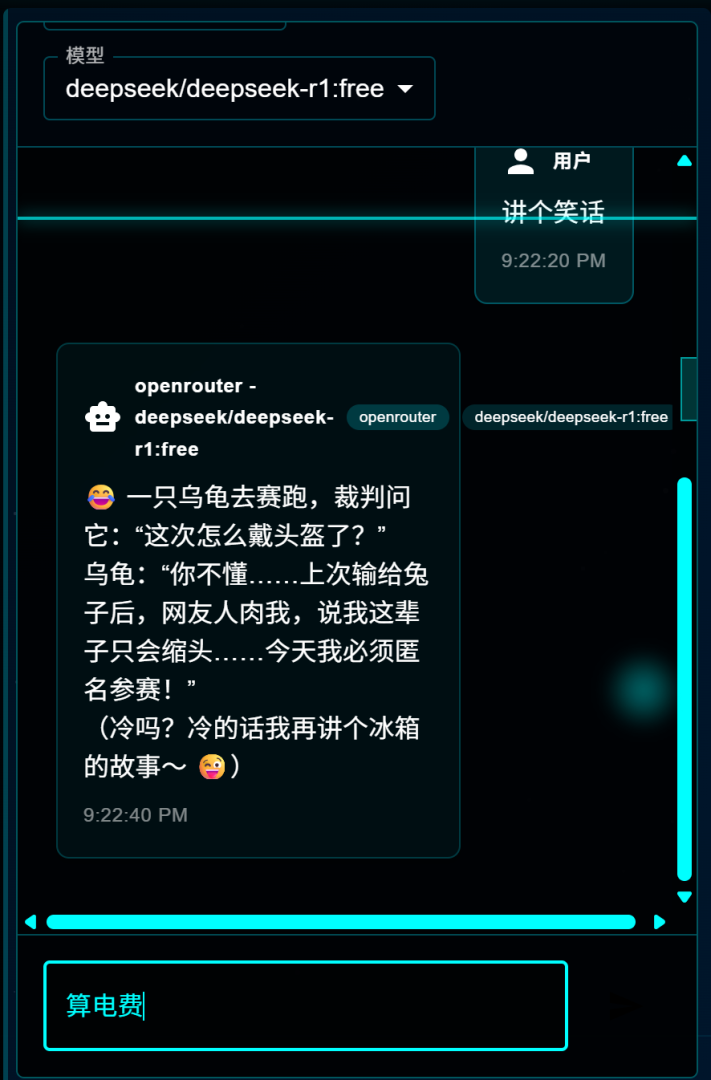 模型
deepseek/deepseek-r1:free
用户
讲个笑话
9:22:20 PM
openrouter -
deepseek/deepseek-
r1:free
openrouter
deepseek/deepseek-r1:free
😂 一只乌龟去赛跑，裁判问
它：“这次怎么戴头盔了？”
乌龟：“你不懂……上次输给兔
子后，网友人肉我，说我这辈
子只会缩头……今天我必须匿
名参赛！”
（冷吗？冷的话我再讲个冰箱
的故事～ 😜）
9:22:40 PM
算电费